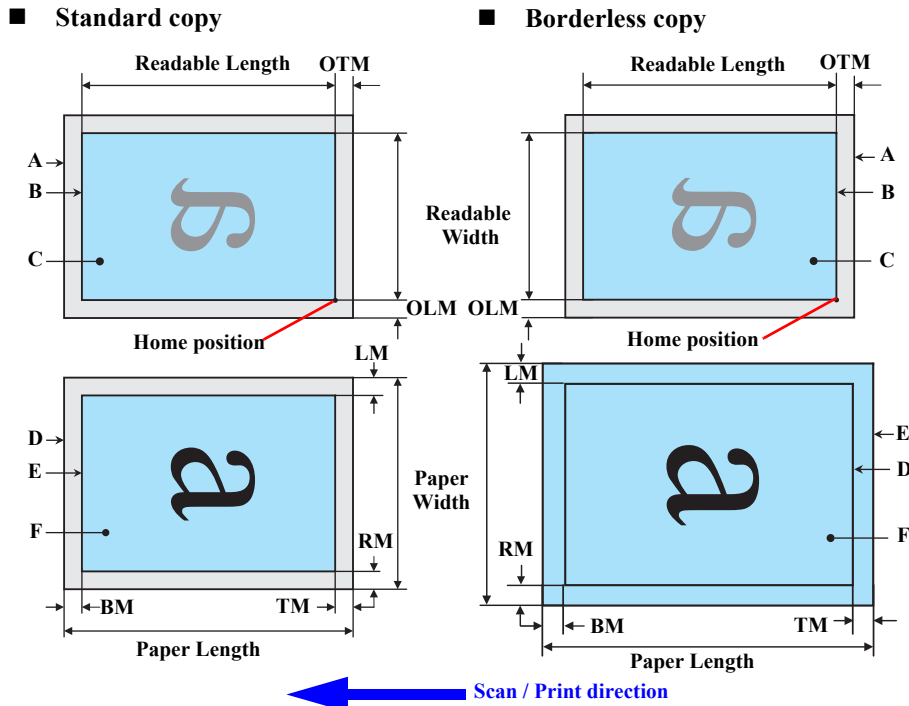 ■ Standard copy
Readable Length
OTM
A
B
C
Readable
Width
OLM
Home position
LM
D
E
F
a
a
RM
Paper
Width
BM
TM
Paper Length
■ Borderless copy
Readable Length
OTM
A
B
C
a
OLM
Home position
LM
E
D
F
a
RM
BM
TM
Paper Length
Scan / Print direction